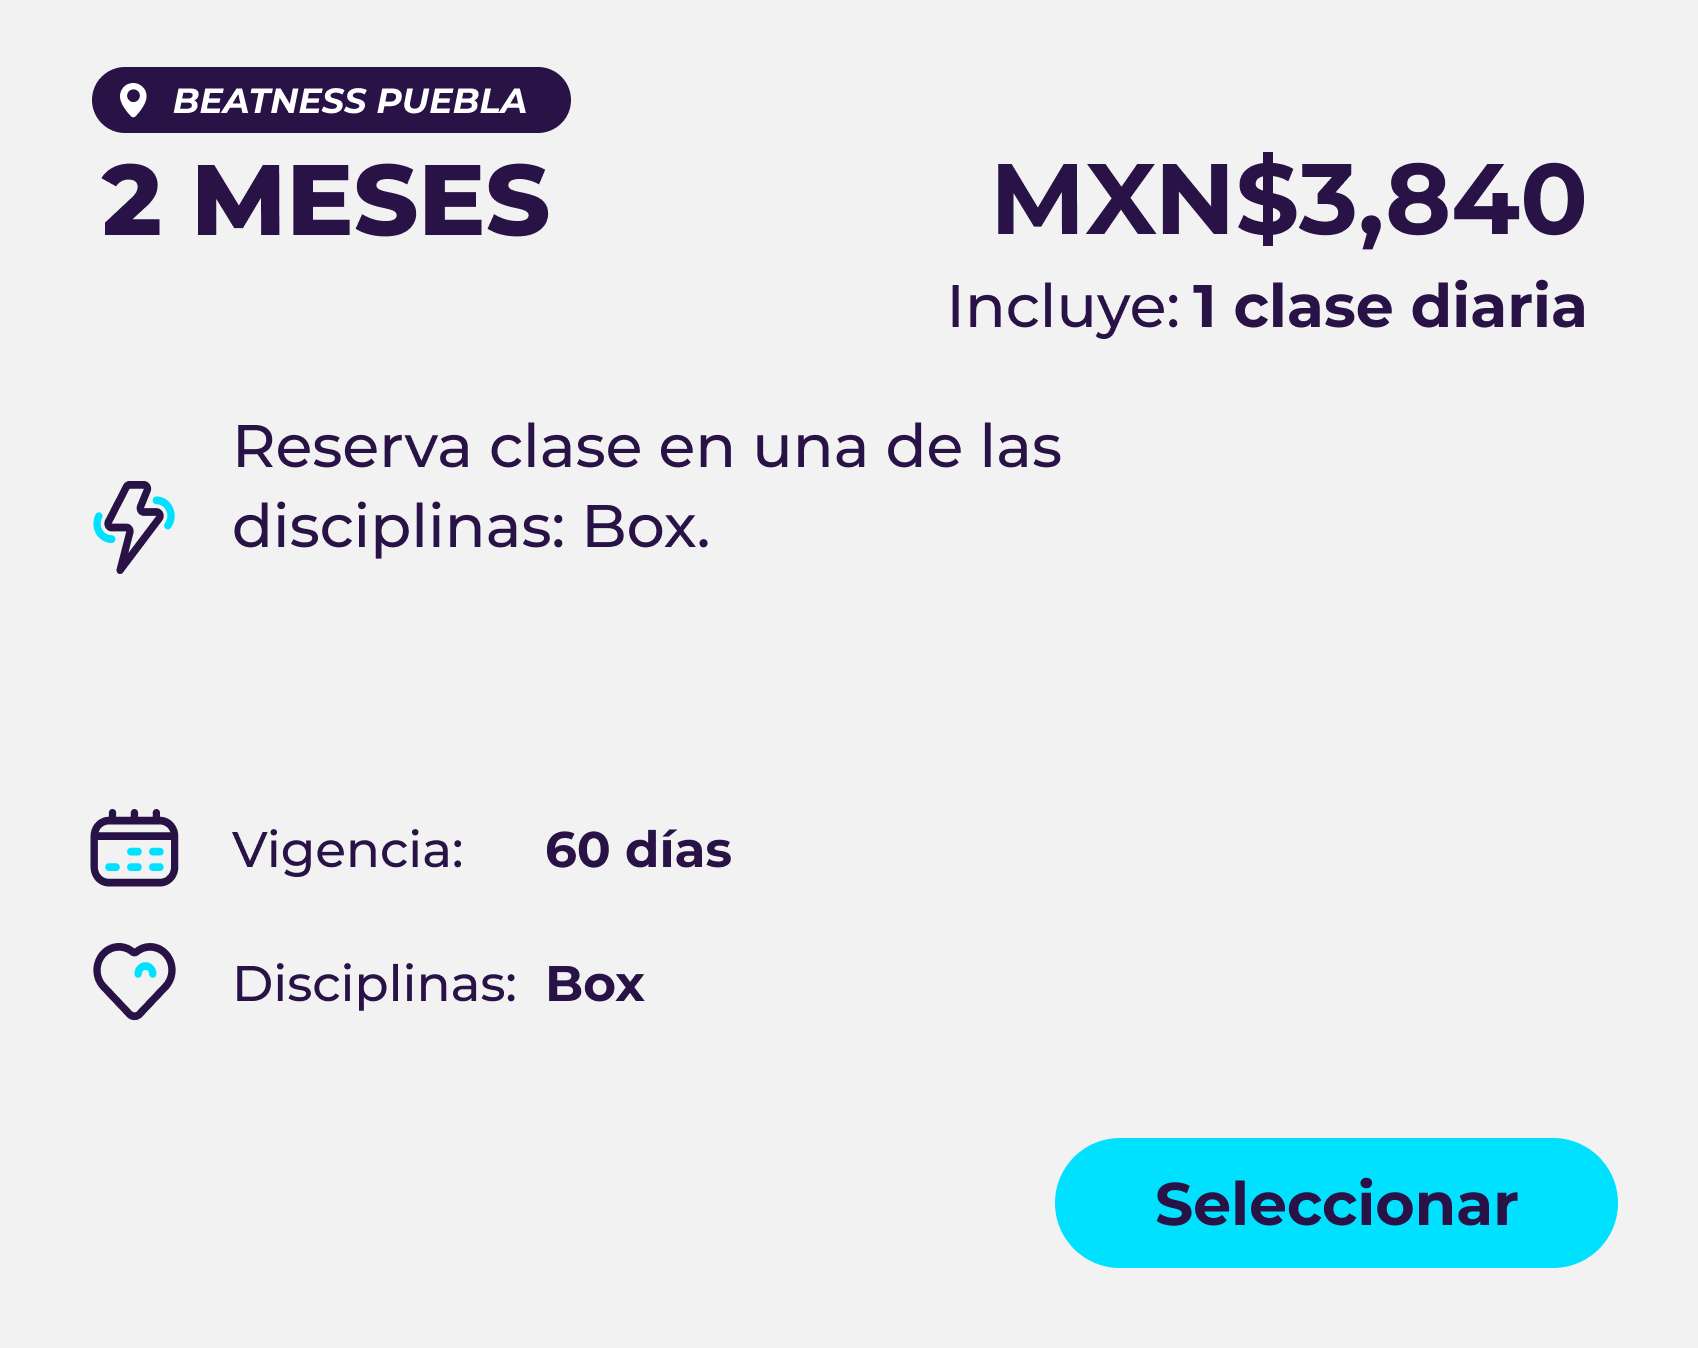 BEATNESS PUEBLA
2 MESES
MXN$3,840
Incluye: 1 clase diaria
Reserva clase en una de las
disciplinas: Box.
Vigencia: 60 días
Disciplinas: Box
Seleccionar